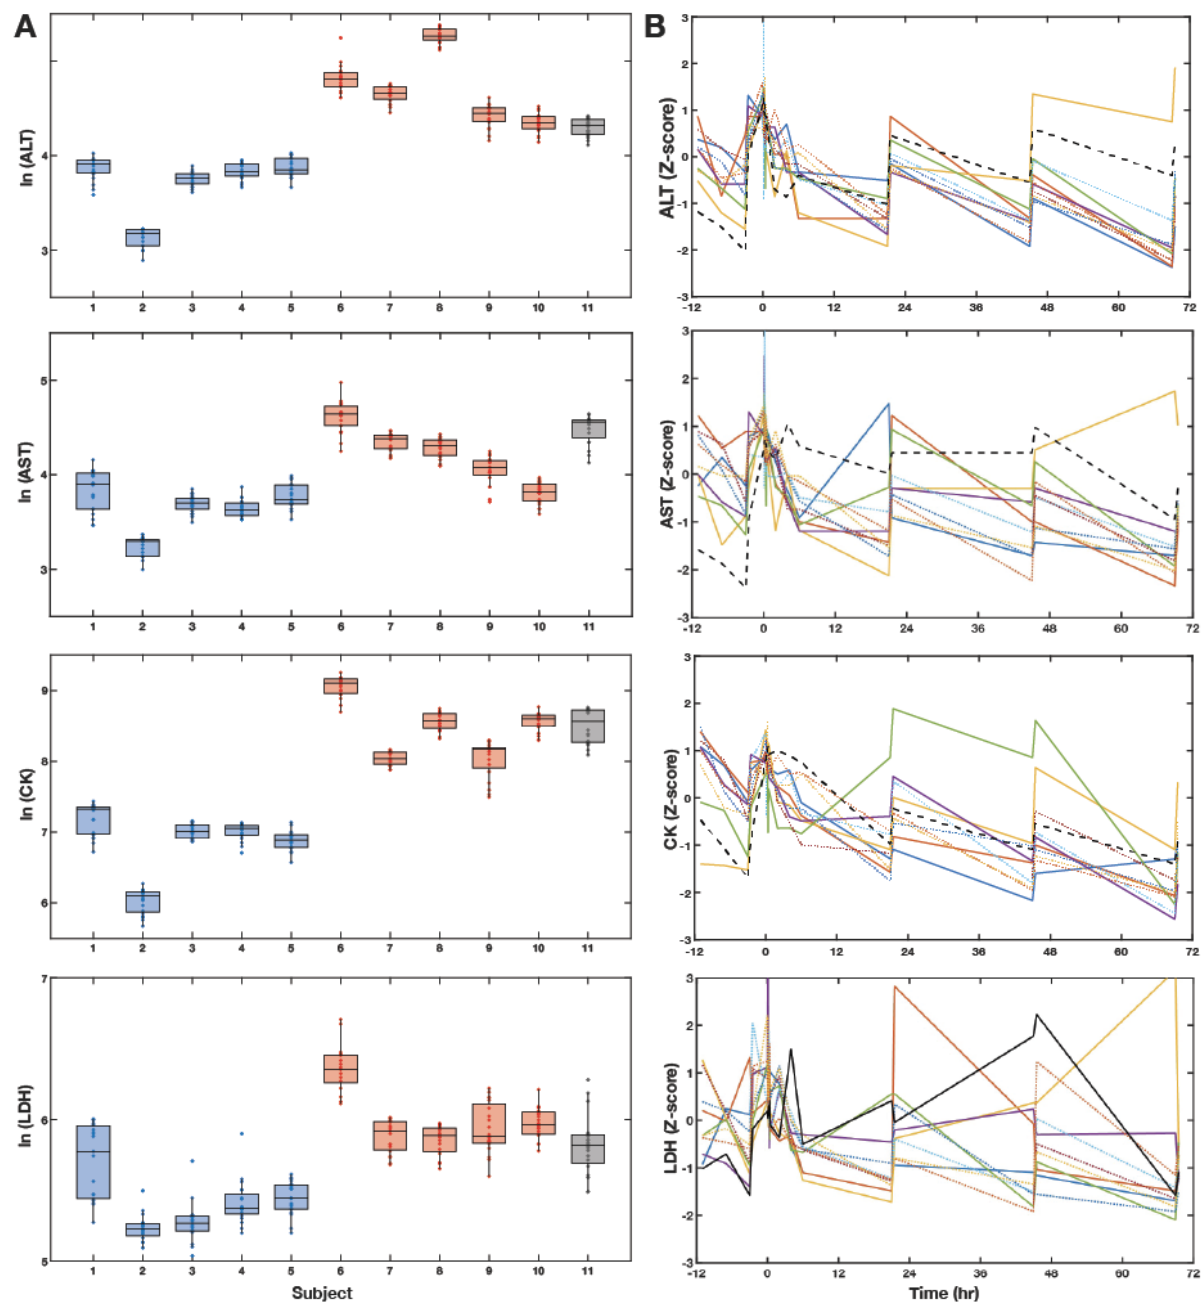 A
ln (ALT)
4
3
1 2 3 4 5 6 7 8 9 10 11
ln (AST)
5
4
3
1 2 3 4 5 6 7 8 9 10 11
ln (CK)
9
8
7
6
1 2 3 4 5 6 7 8 9 10 11
ln (LDH)
7
6
5
1 2 3 4 5 6 7 8 9 10 11
Subject
B
ALT (Z-score)
3
2
1
0
-1
-2
-3
-12 0 12 24 36 48 60 72
AST (Z-score)
3
2
1
0
-1
-2
-3
-12 0 12 24 36 48 60 72
CK (Z-score)
3
2
1
0
-1
-2
-3
-12 0 12 24 36 48 60 72
LDH (Z-score)
3
2
1
0
-1
-2
-3
-12 0 12 24 36 48 60 72
Time (hr)